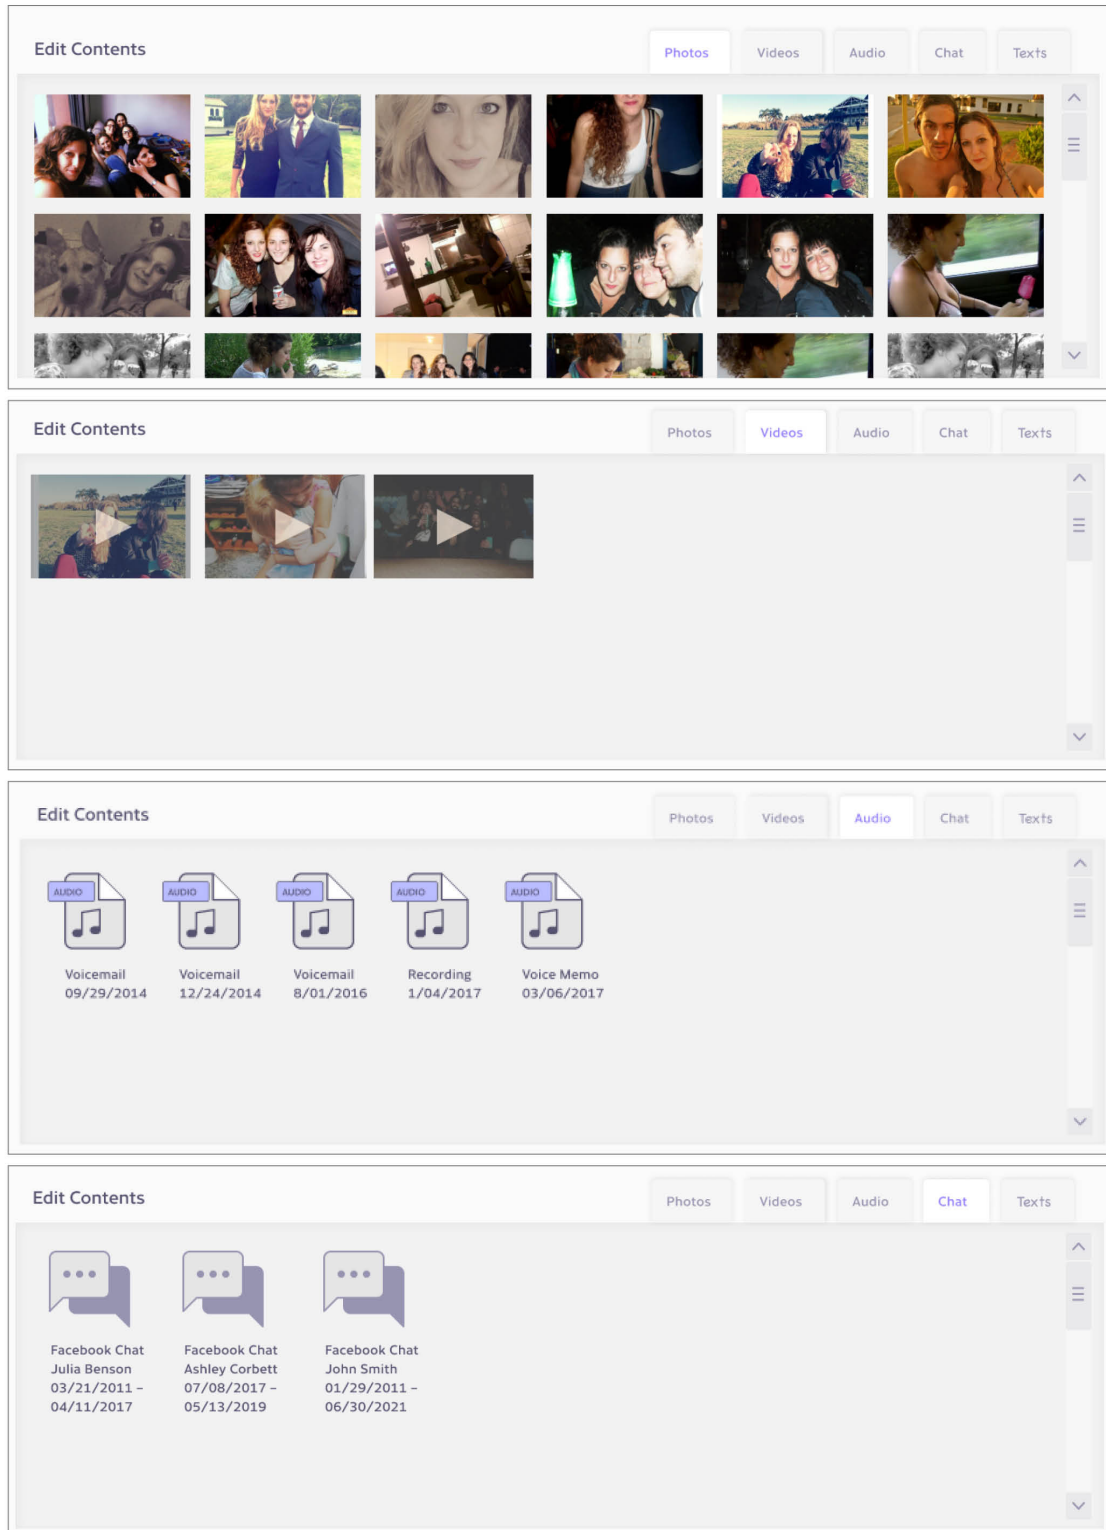 Edit Contents
Photos Videos Audio Chat Texts
Edit Contents
Photos Videos Audio Chat Texts
Edit Contents
Photos Videos Audio Chat Texts
AUDIO AUDIO AUDIO AUDIO AUDIO
Voicemail Voicemail Voicemail Recording Voice Memo
09/29/2014 12/24/2014 8/01/2016 1/04/2017 03/06/2017
Edit Contents
Photos Videos Audio Chat Texts
Facebook Chat Facebook Chat Facebook Chat
Julia Benson Ashley Corbett John Smith
03/21/2011 – 07/08/2017 – 01/29/2011 –
04/11/2017 05/13/2019 06/30/2021